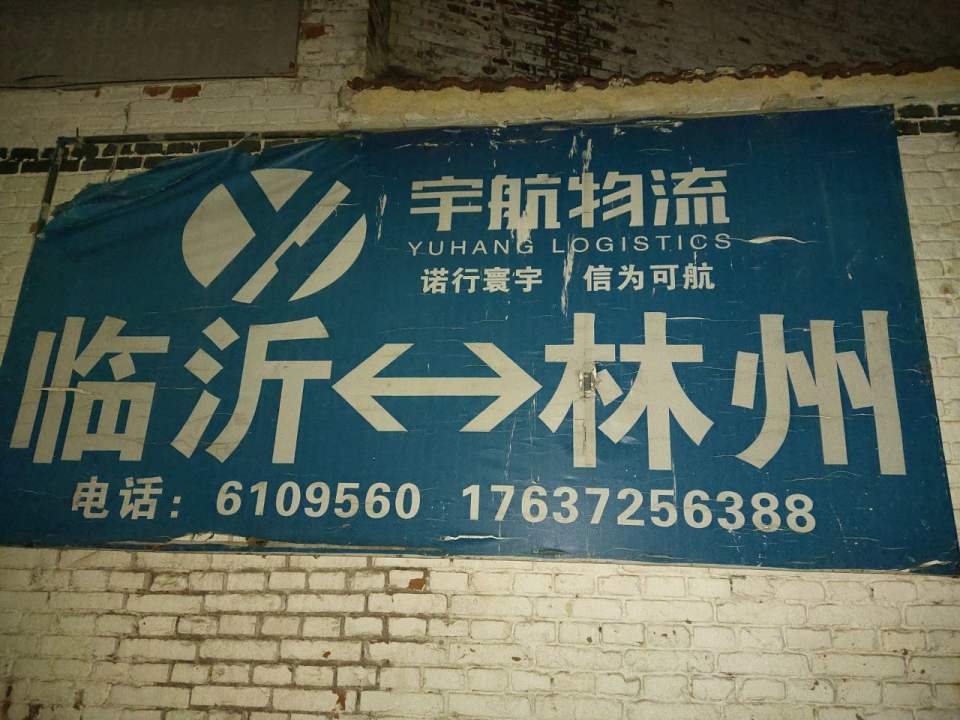 宇航物流
YUHANG LOGISTICS
诺行寰宇 信为可航
临沂↔林州
电话：6109560 17637256388